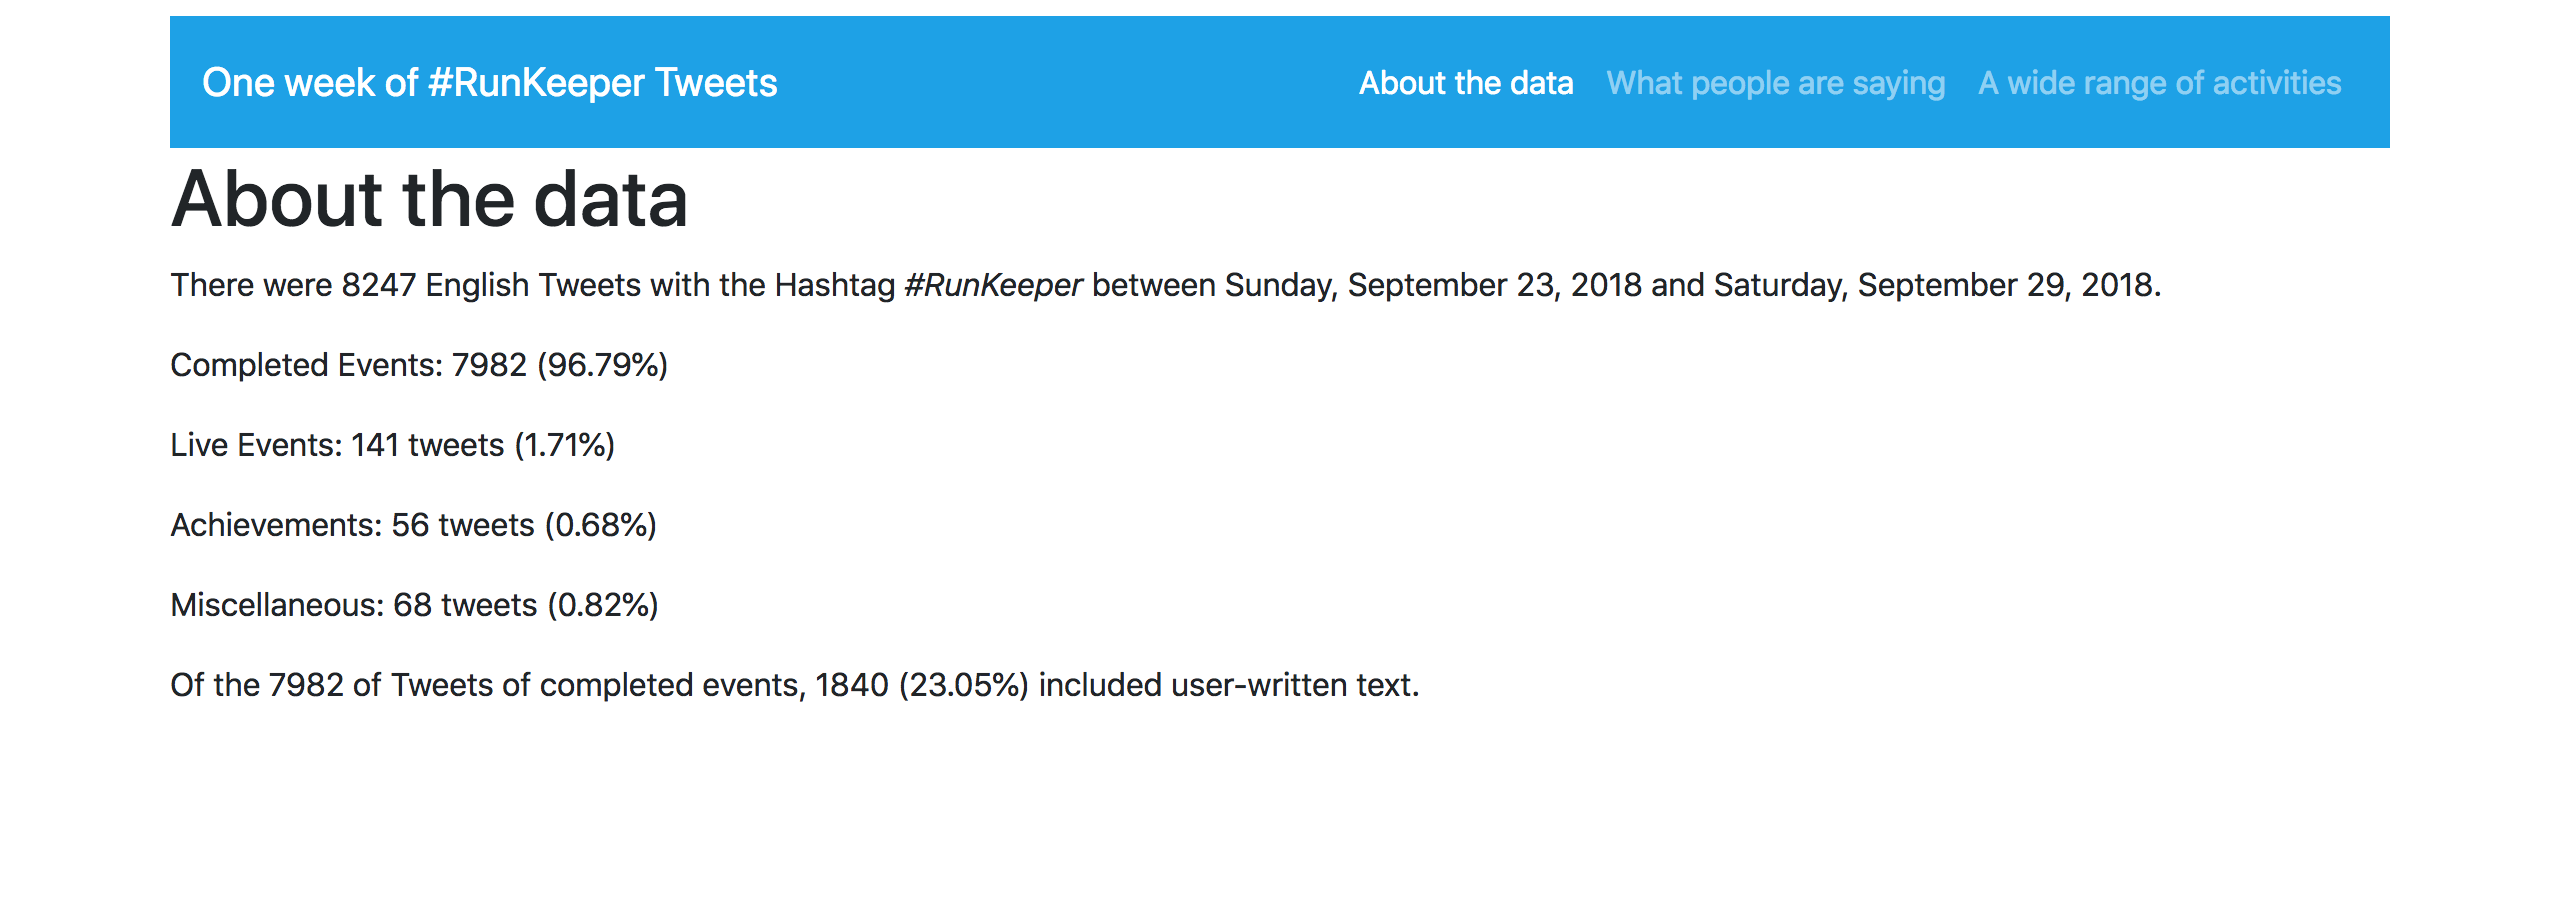 One week of #RunKeeper Tweets
About the data What people are saying A wide range of activities
About the data
There were 8247 English Tweets with the Hashtag #RunKeeper between Sunday, September 23, 2018 and Saturday, September 29, 2018.
Completed Events: 7982 (96.79%)
Live Events: 141 tweets (1.71%)
Achievements: 56 tweets (0.68%)
Miscellaneous: 68 tweets (0.82%)
Of the 7982 of Tweets of completed events, 1840 (23.05%) included user-written text.